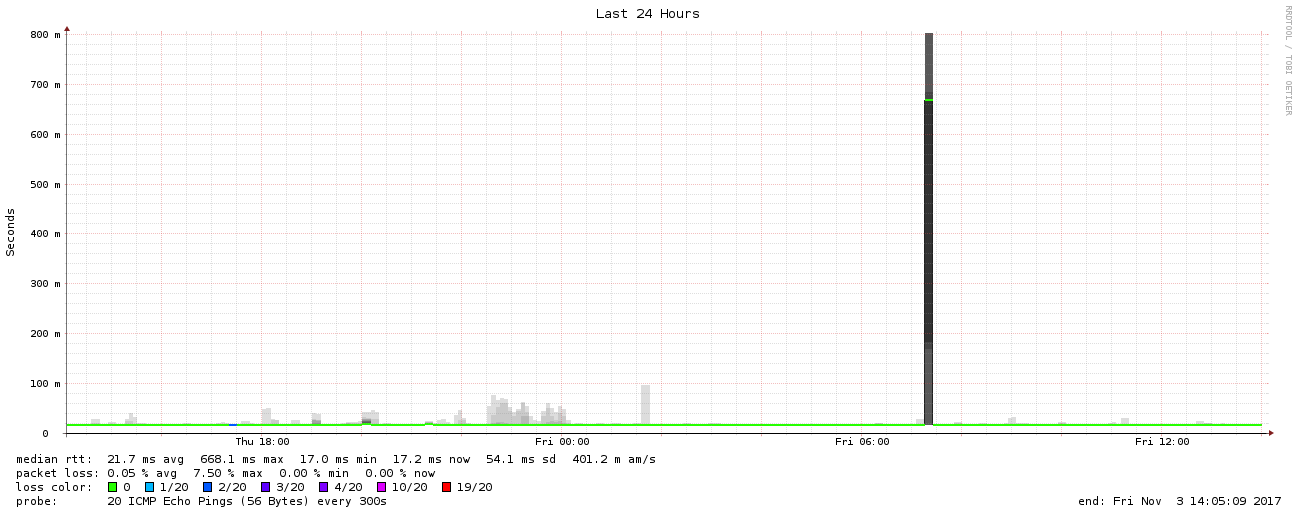 Last 24 Hours
RRDTOOL / TOBI OETIKER
Seconds
800 m
700 m
600 m
500 m
400 m
300 m
200 m
100 m
0
Thu 18:00 Fri 00:00 Fri 06:00 Fri 12:00
median rtt: 21.7 ms avg 668.1 ms max 17.0 ms min 17.2 ms now 54.1 ms sd 401.2 m am/s
packet loss: 0.05 % avg 7.50 % max 0.00 % min 0.00 % now
loss color: 0 1/20 2/20 3/20 4/20 10/20 19/20
probe: 20 ICMP Echo Pings (56 Bytes) every 300s end: Fri Nov 3 14:05:09 2017